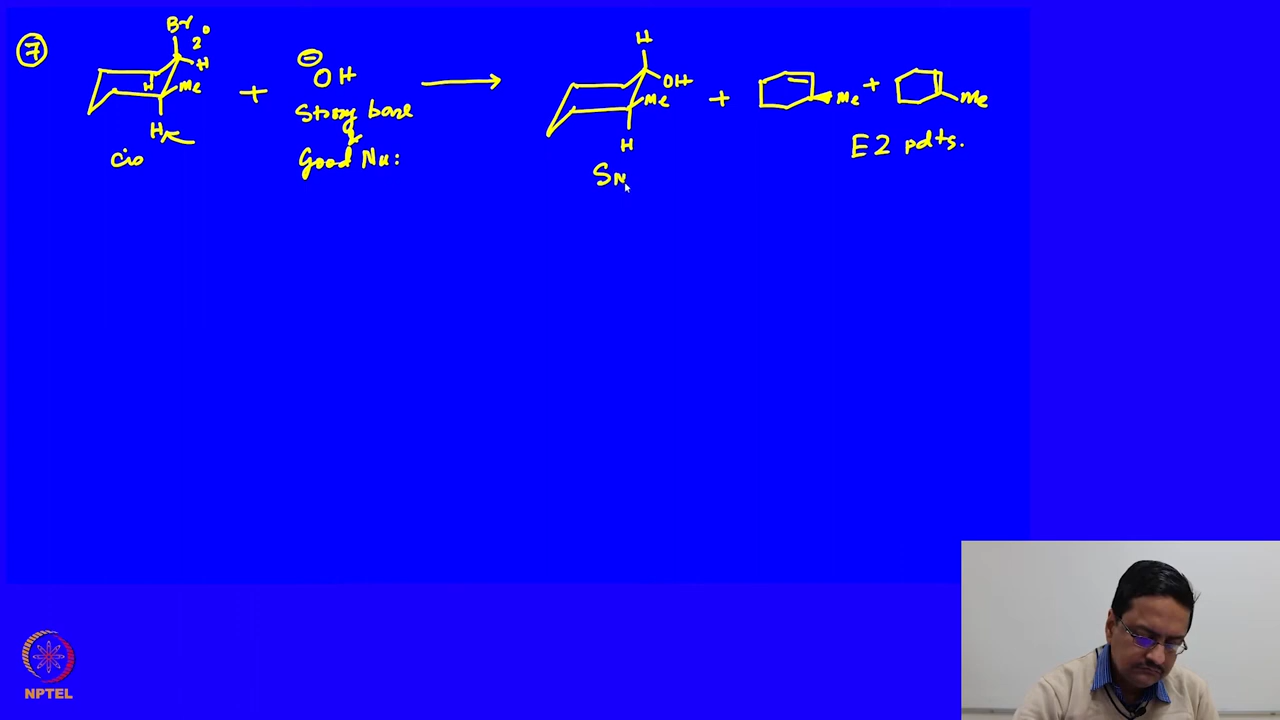 7
Br
2°
H
H
Me
H
cis
+
⊖
OH
Strong base
&
Good Nu:
H
OH
Me
H
SN
+
Me
+
Me
E2 pdts.
NPTEL